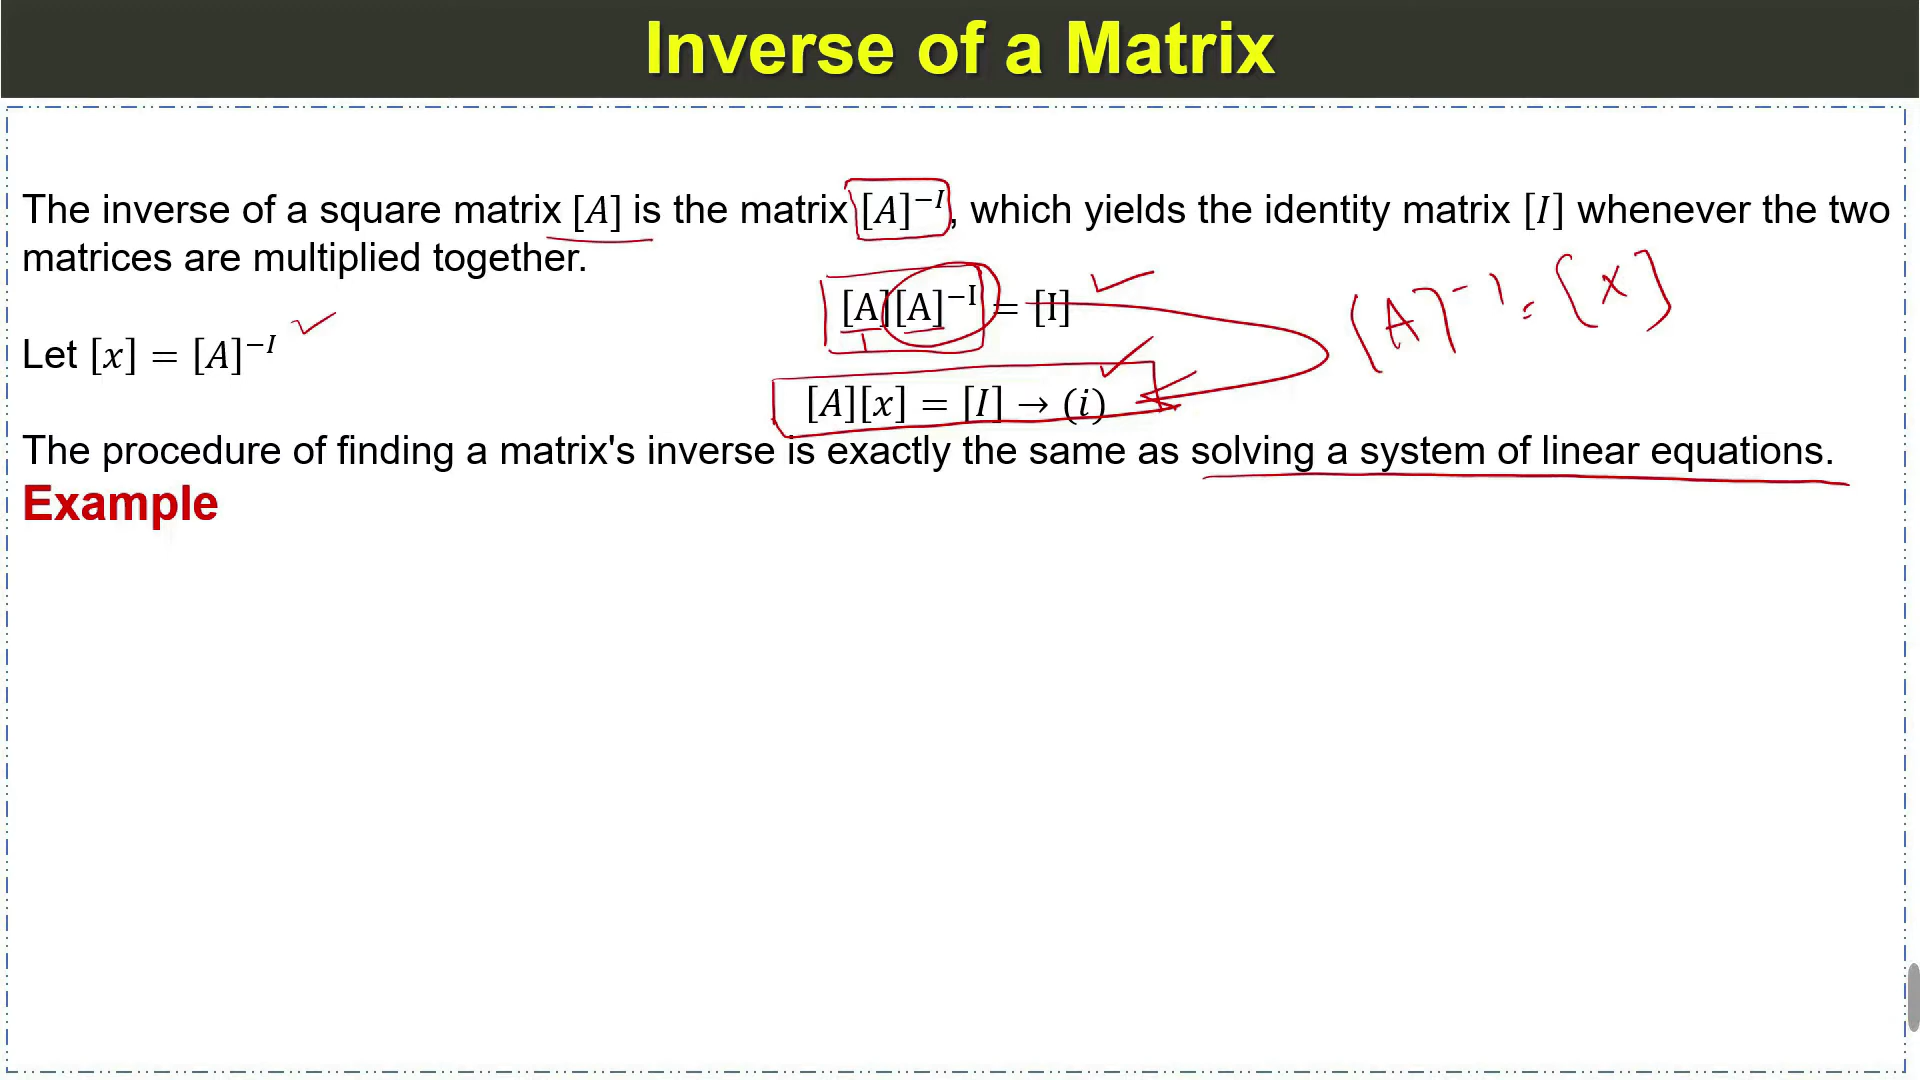 Inverse of a Matrix
The inverse of a square matrix [A] is the matrix [A]⁻ᴵ, which yields the identity matrix [I] whenever the two
matrices are multiplied together.
[A][A]⁻ᴵ = [I]
[A]⁻¹ = [x]
Let [x] = [A]⁻ᴵ
[A][x] = [I] → (i)
The procedure of finding a matrix's inverse is exactly the same as solving a system of linear equations.
Example